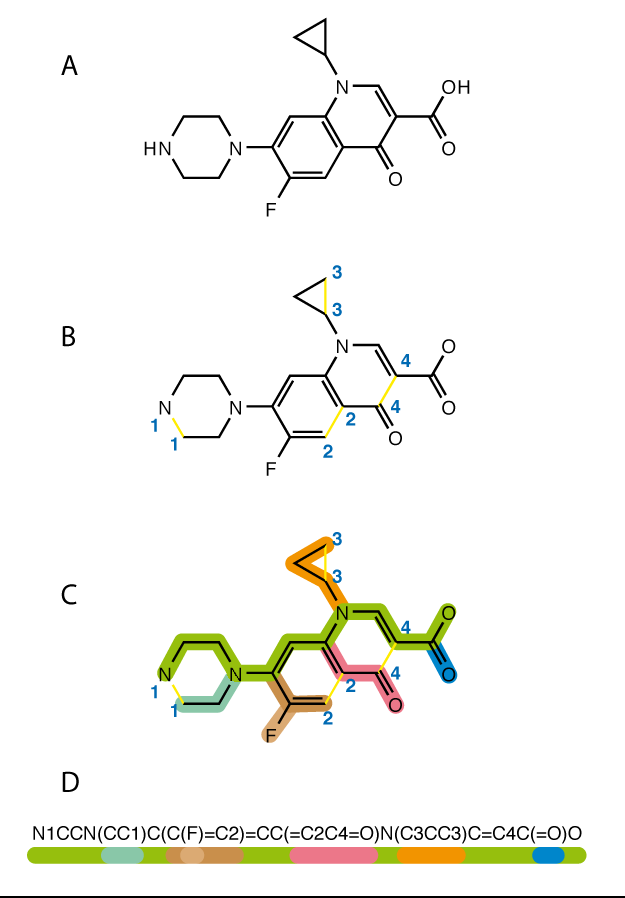 A
N
OH
HN
N
O
O
F
B
3
3
N
4
O
N
N
2
4
O
1
1
2
O
F
C
3
3
N
4
O
N
N
2
4
O
1
1
2
O
F
D
N1CCN(CC1)C(C(F)=C2)=CC(=C2C4=O)N(C3CC3)C=C4C(=O)O